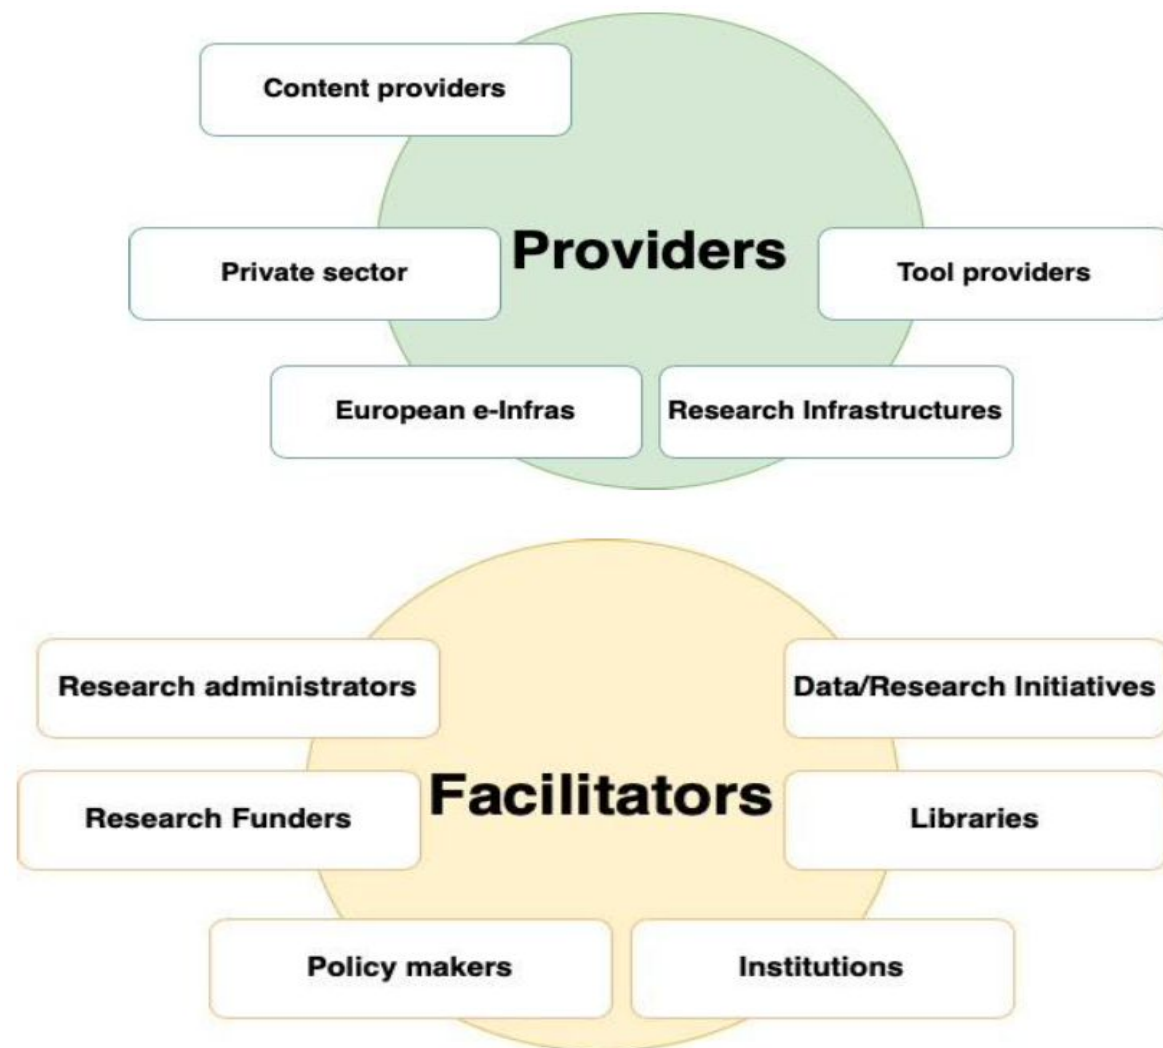 Content providers
Providers
Private sector
Tool providers
European e-Infras
Research Infrastructures
Research administrators
Data/Research Initiatives
Facilitators
Research Funders
Libraries
Policy makers
Institutions